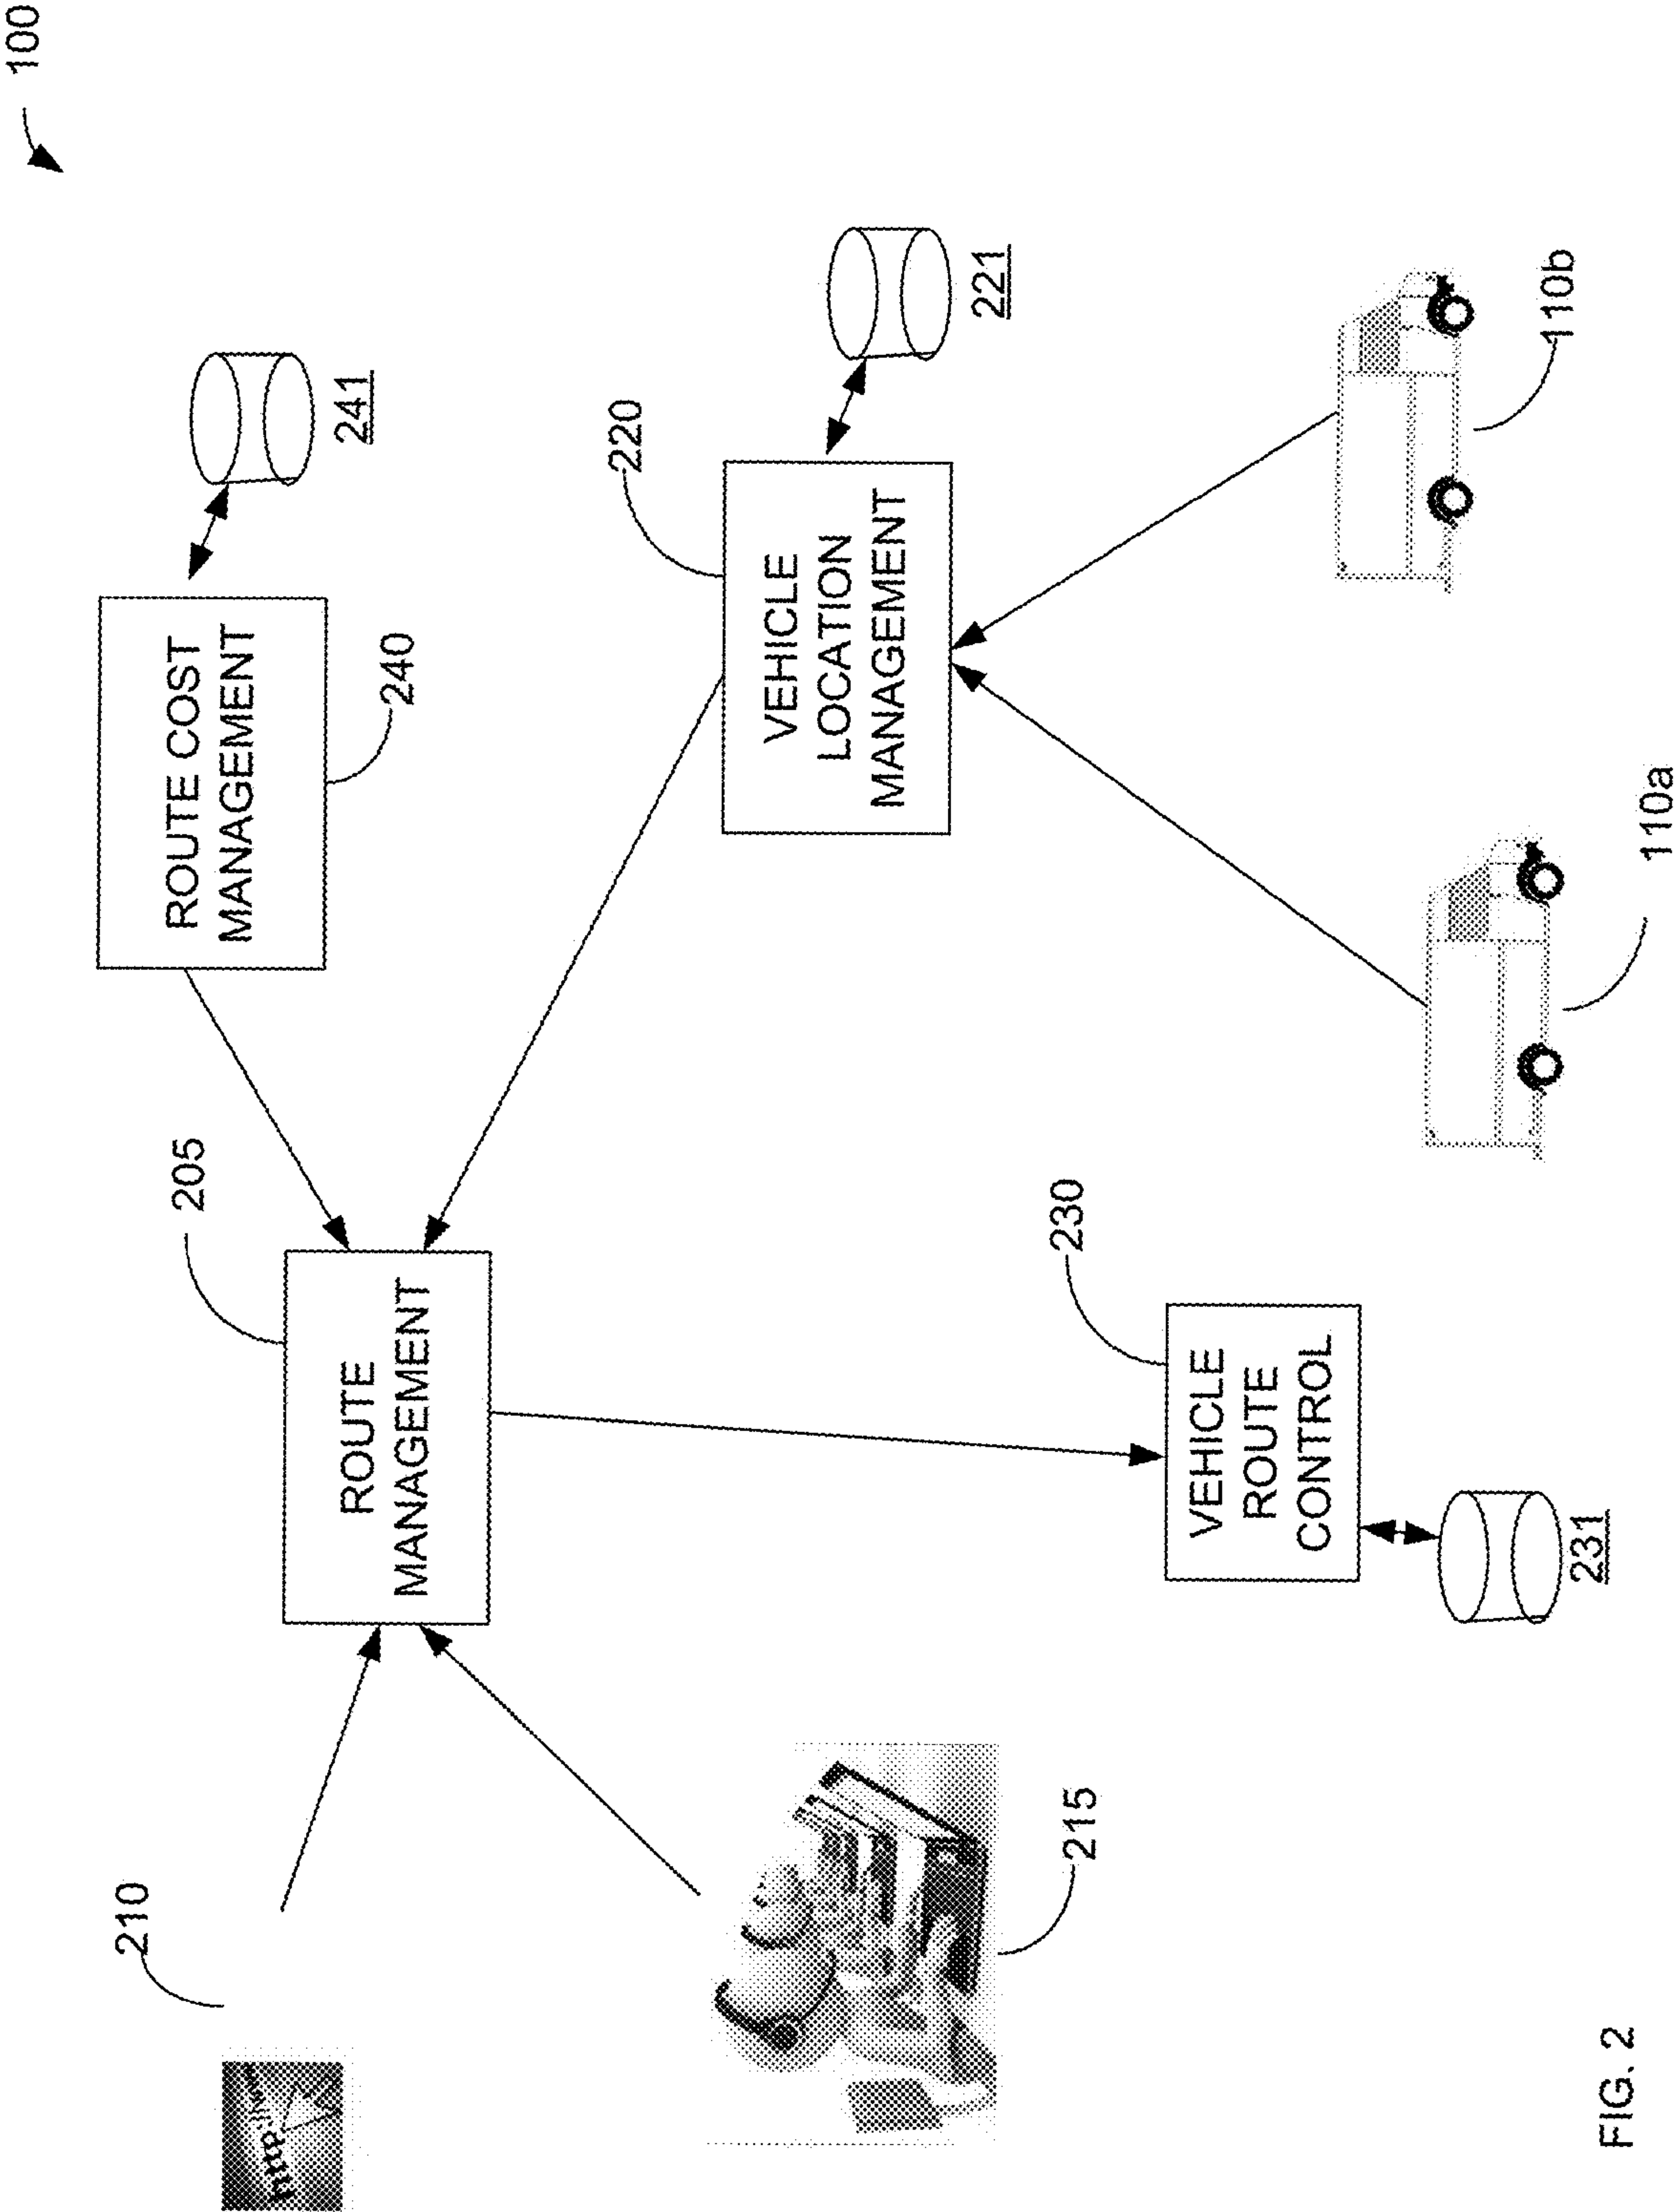 100
241
ROUTE COST
MANAGEMENT
240
221
220
VEHICLE
LOCATION
MANAGEMENT
110b
110a
205
ROUTE
MANAGEMENT
230
VEHICLE
ROUTE
CONTROL
231
210
http
215
FIG. 2